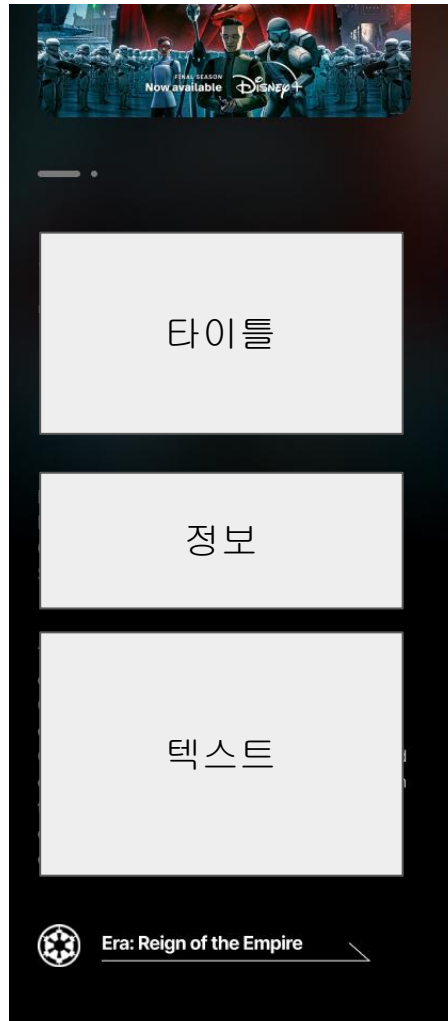 FINAL SEASON
Now available
Disney+
타이틀
정보
텍스트
Era: Reign of the Empire